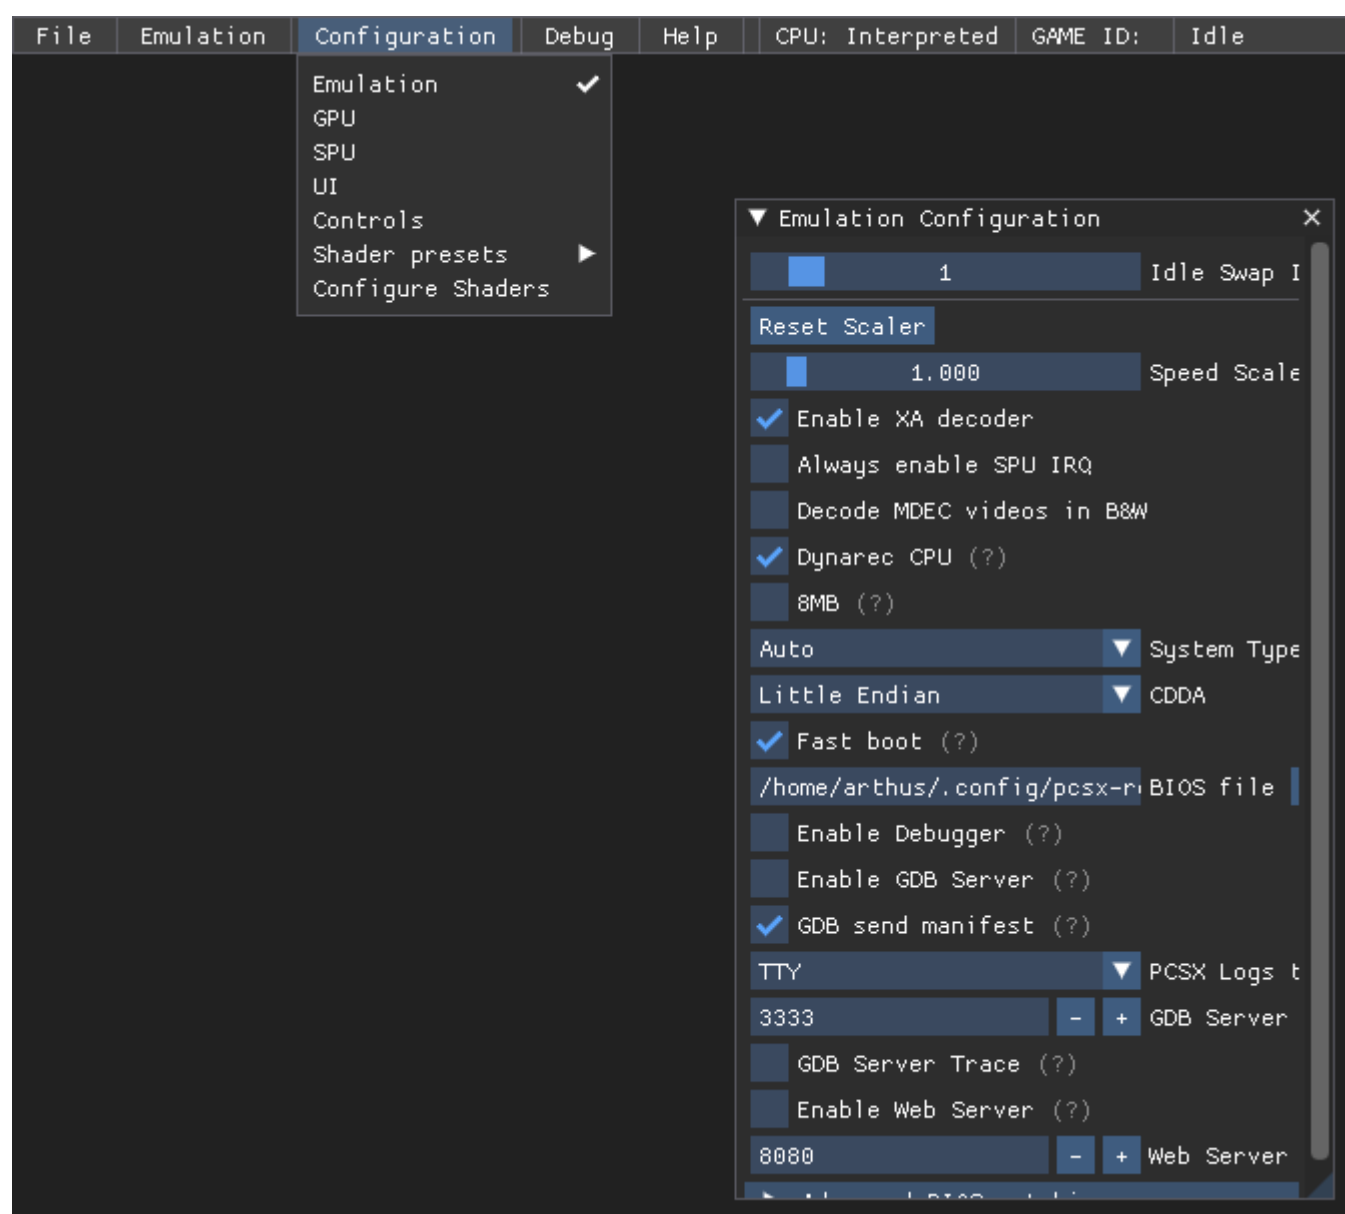 File Emulation Configuration Debug Help CPU: Interpreted GAME ID: Idle
Emulation
GPU
SPU
UI
Controls
Shader presets
Configure Shaders
Emulation Configuration
1 Idle Swap I
Reset Scaler
1.000 Speed Scale
Enable XA decoder
Always enable SPU IRQ
Decode MDEC videos in B&W
Dynarec CPU (?)
8MB (?)
Auto System Type
Little Endian CDDA
Fast boot (?)
/home/arthus/.config/pcsx-r BIOS file
Enable Debugger (?)
Enable GDB Server (?)
GDB send manifest (?)
TTY PCSX Logs t
3333 - + GDB Server
GDB Server Trace (?)
Enable Web Server (?)
8080 - + Web Server